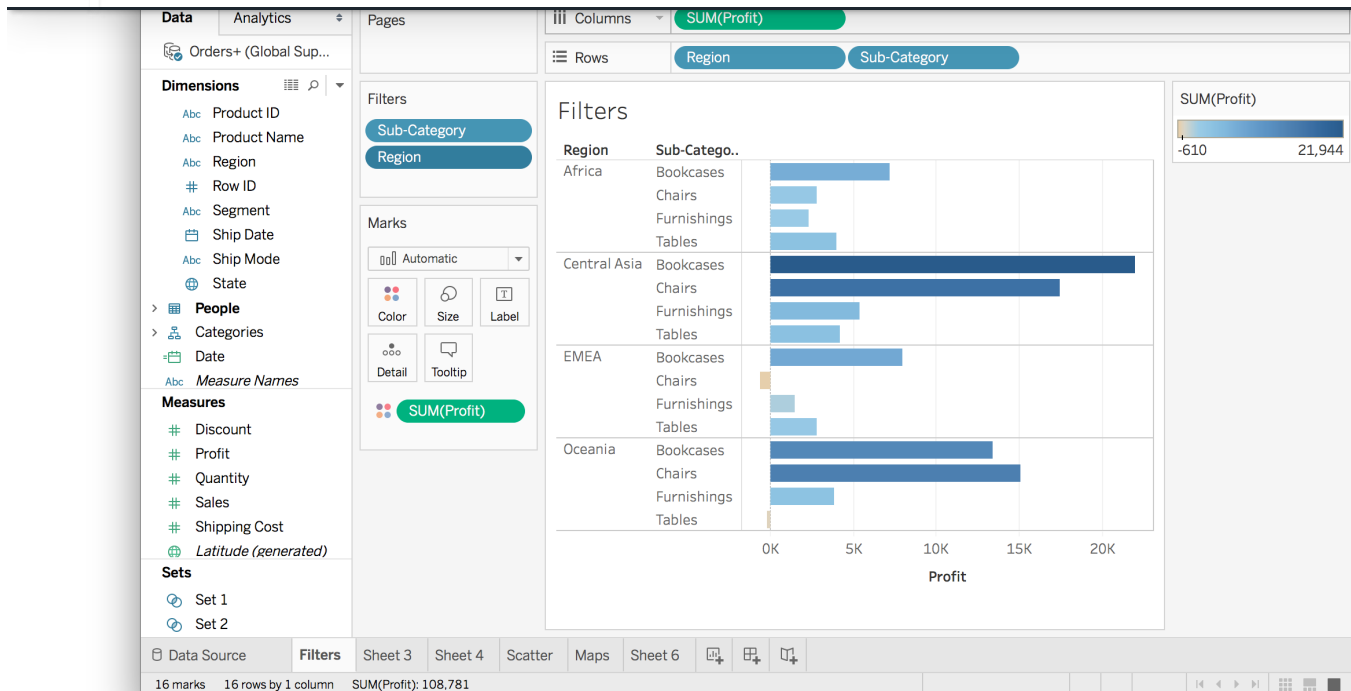 Data Analytics
Orders+ (Global Sup...
Dimensions
Abc Product ID
Abc Product Name
Abc Region
# Row ID
Abc Segment
Ship Date
Abc Ship Mode
State
People
Categories
Date
Abc Measure Names
Measures
# Discount
# Profit
# Quantity
# Sales
# Shipping Cost
Latitude (generated)
Sets
Set 1
Set 2
Pages
Filters
Sub-Category
Region
Marks
Automatic
Color Size Label
Detail Tooltip
SUM(Profit)
Columns SUM(Profit)
Rows Region Sub-Category
Filters
Region Sub-Catego..
Africa Bookcases
Chairs
Furnishings
Tables
Central Asia Bookcases
Chairs
Furnishings
Tables
EMEA Bookcases
Chairs
Furnishings
Tables
Oceania Bookcases
Chairs
Furnishings
Tables
0K 5K 10K 15K 20K
Profit
SUM(Profit)
-610 21,944
Data Source Filters Sheet 3 Sheet 4 Scatter Maps Sheet 6
16 marks 16 rows by 1 column SUM(Profit): 108,781